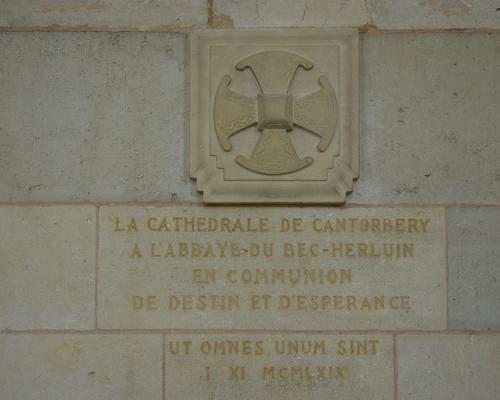 LA CATHEDRALE DE CANTORBERY
A L'ABBAYE DU BEC-HERLUIN
EN COMMUNION
DE DESTIN ET D'ESPERANCE
UT OMNES, UNUM SINT
I XI MCMLXIX